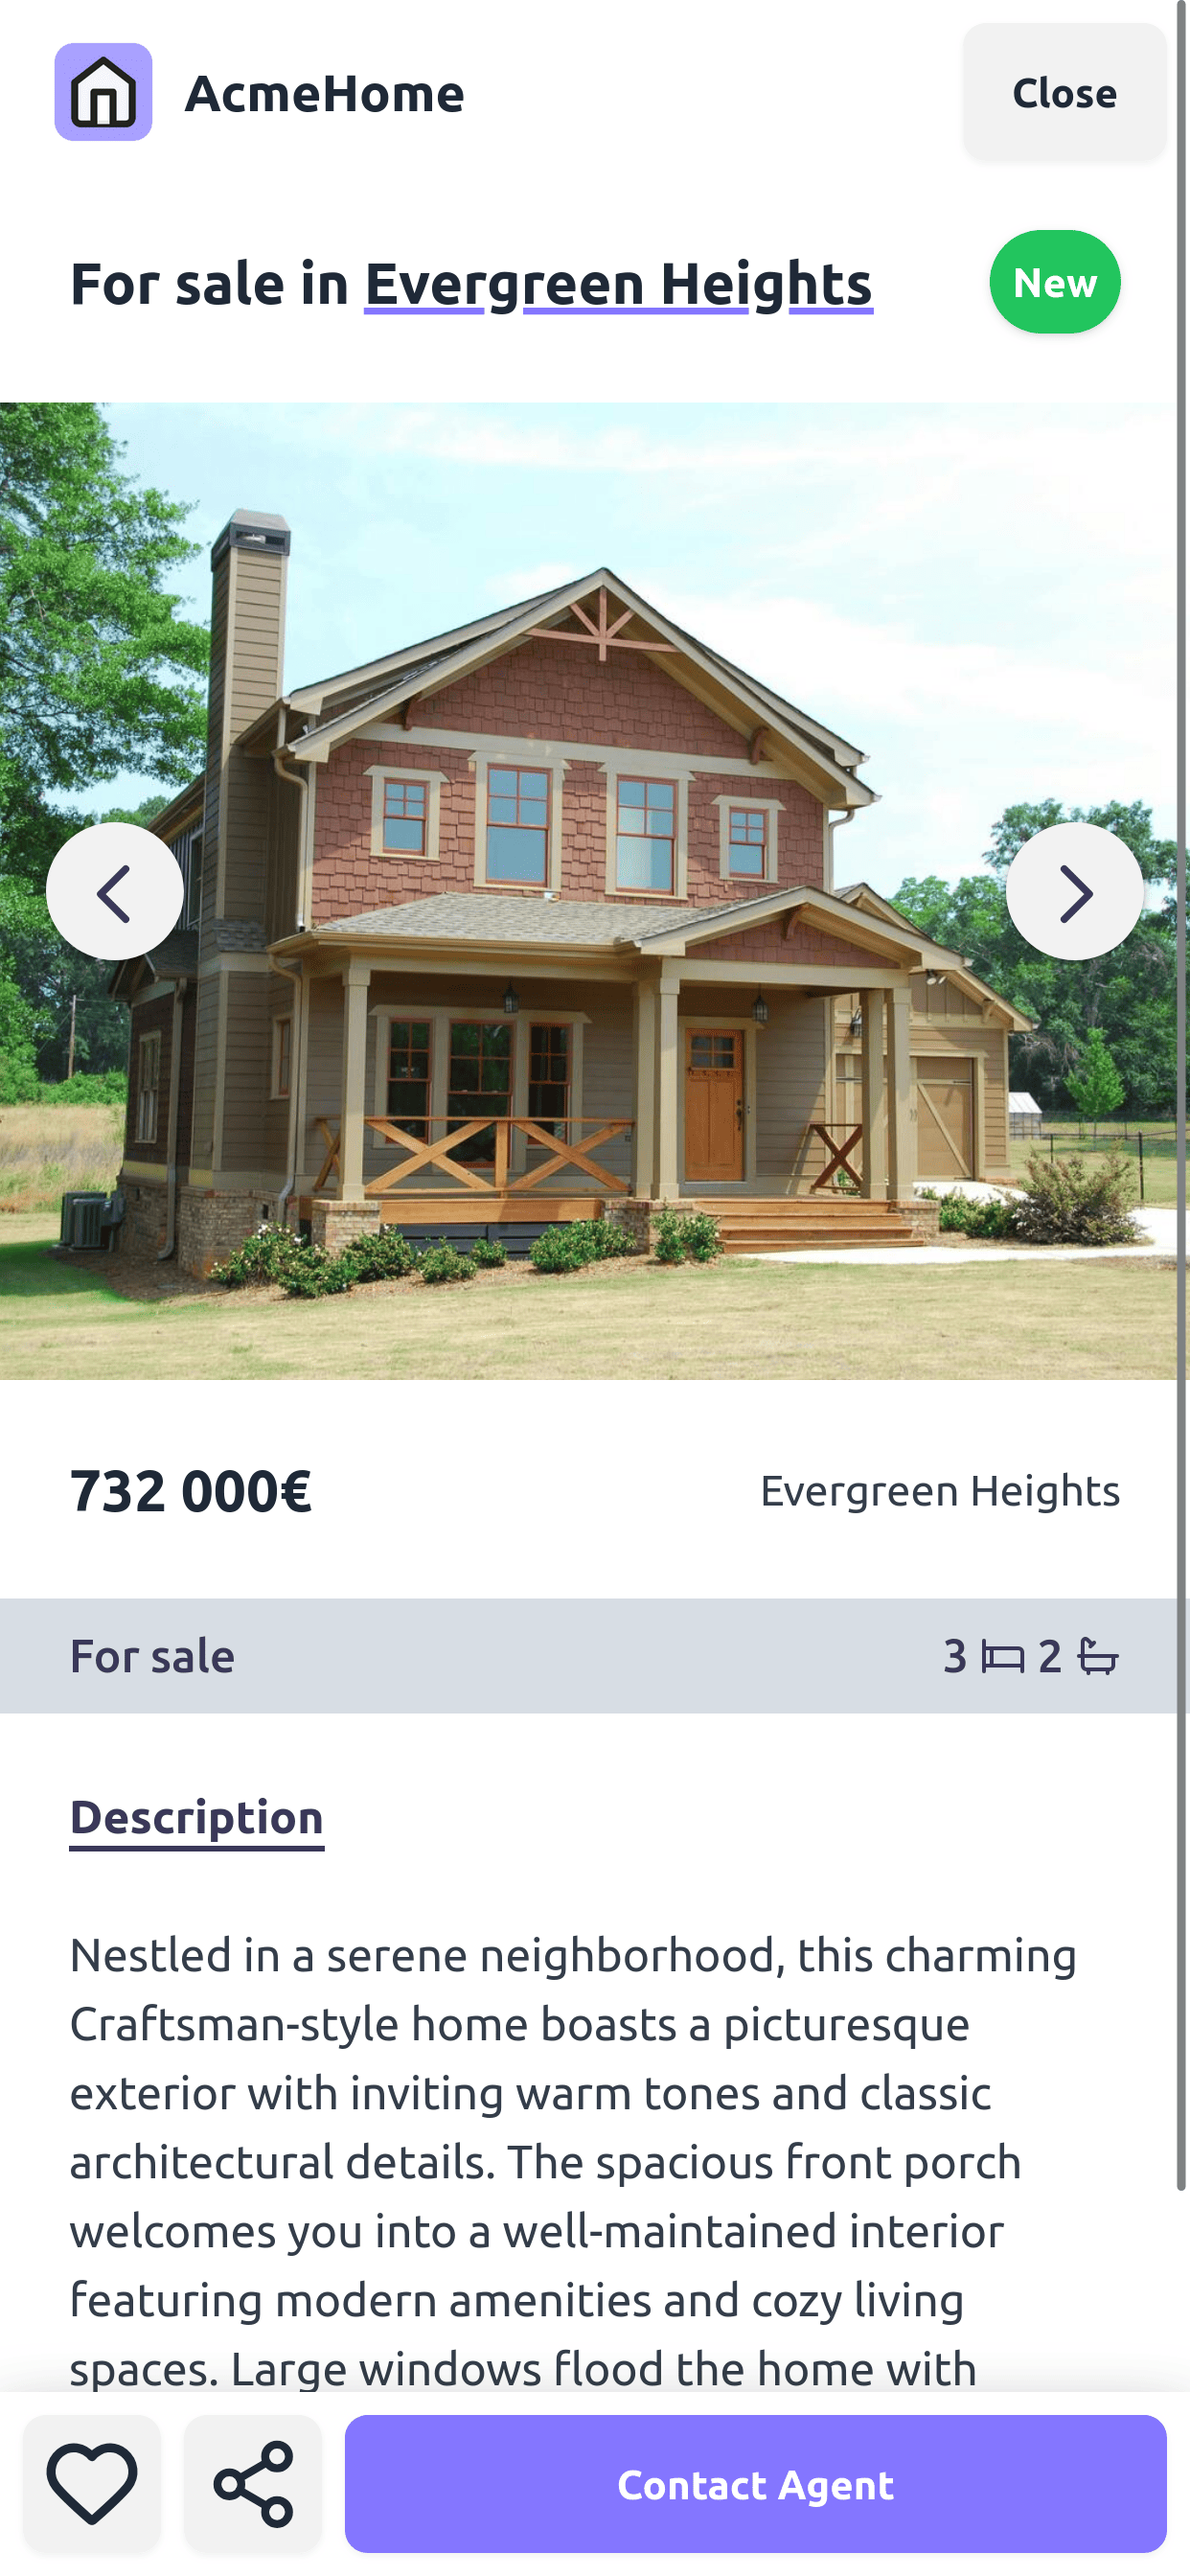 AcmeHome
Close
For sale in Evergreen Heights
New
732 000€
Evergreen Heights
For sale
3 2
Description
Nestled in a serene neighborhood, this charming
Craftsman-style home boasts a picturesque
exterior with inviting warm tones and classic
architectural details. The spacious front porch
welcomes you into a well-maintained interior
featuring modern amenities and cozy living
spaces. Large windows flood the home with
Contact Agent